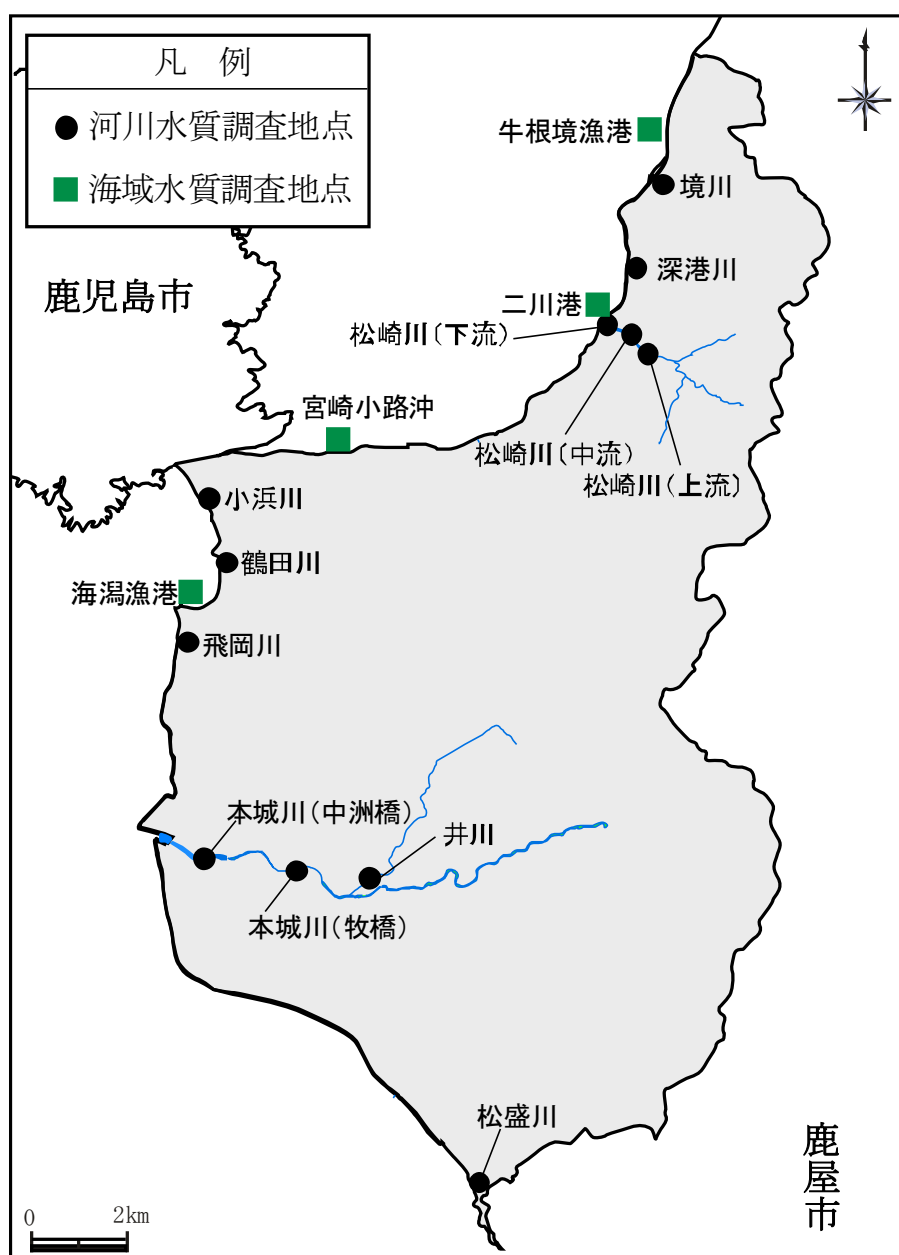 凡 例
河川水質調査地点
海域水質調査地点
牛根境漁港
境川
鹿児島市
深港川
二川港
松崎川(下流)
宮崎小路沖
松崎川(中流)
松崎川(上流)
小浜川
鶴田川
海潟漁港
飛岡川
本城川(中洲橋)
井川
本城川(牧橋)
松盛川
鹿屋市
0 2km